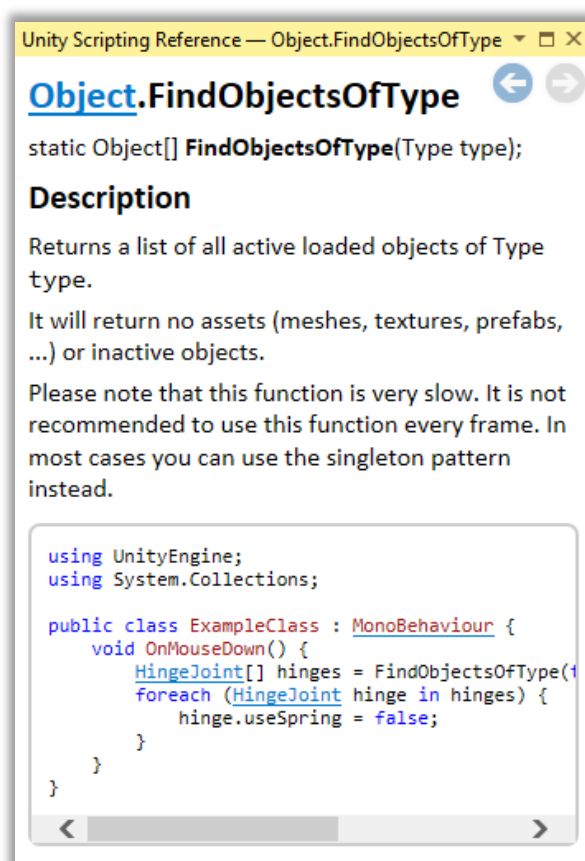 Unity Scripting Reference — Object.FindObjectsOfType
Object.FindObjectsOfType
static Object[] FindObjectsOfType(Type type);
Description
Returns a list of all active loaded objects of Type
type.
It will return no assets (meshes, textures, prefabs,
...) or inactive objects.
Please note that this function is very slow. It is not
recommended to use this function every frame. In
most cases you can use the singleton pattern
instead.
using UnityEngine;
using System.Collections;
public class ExampleClass : MonoBehaviour {
void OnMouseDown() {
HingeJoint[] hinges = FindObjectsOfType(
foreach (HingeJoint hinge in hinges) {
hinge.useSpring = false;
}
}
}